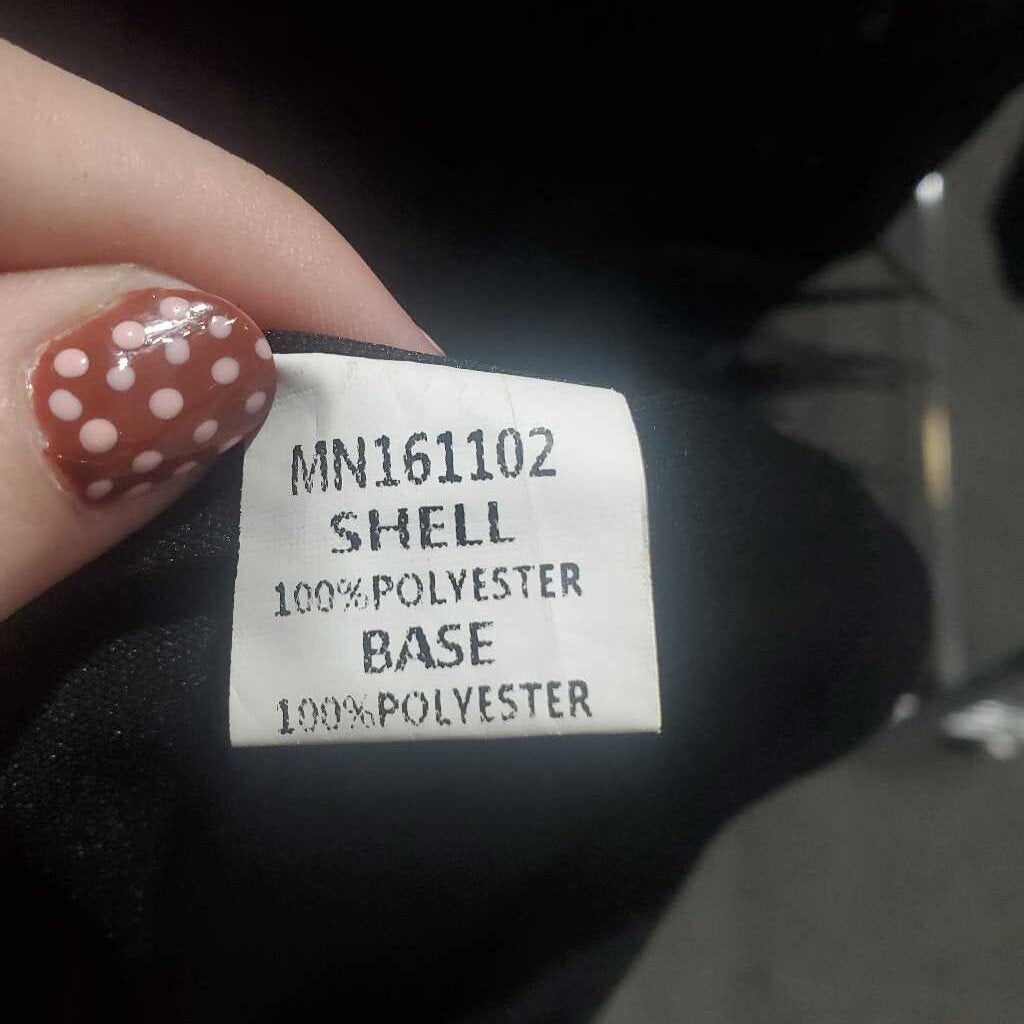 MN161102
SHELL
100%POLYESTER
BASE
100%POLYESTER